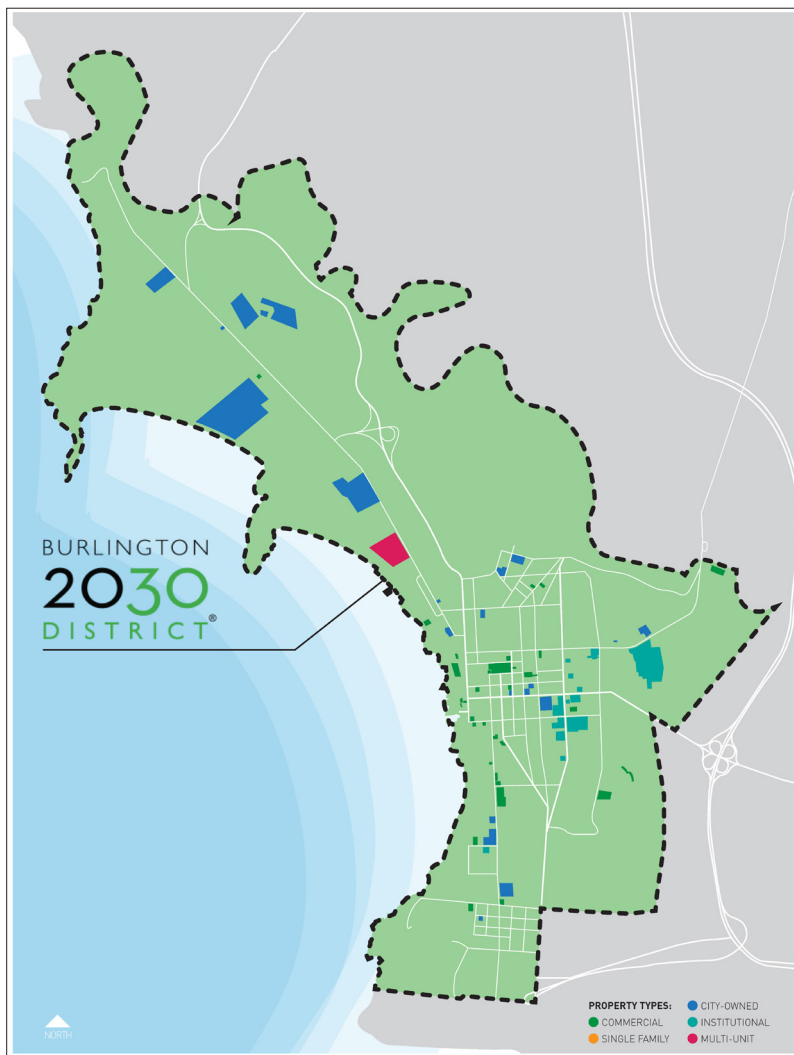 BURLINGTON
2030
DISTRICT®
NORTH
PROPERTY TYPES:
COMMERCIAL
SINGLE FAMILY
CITY-OWNED
INSTITUTIONAL
MULTI-UNIT